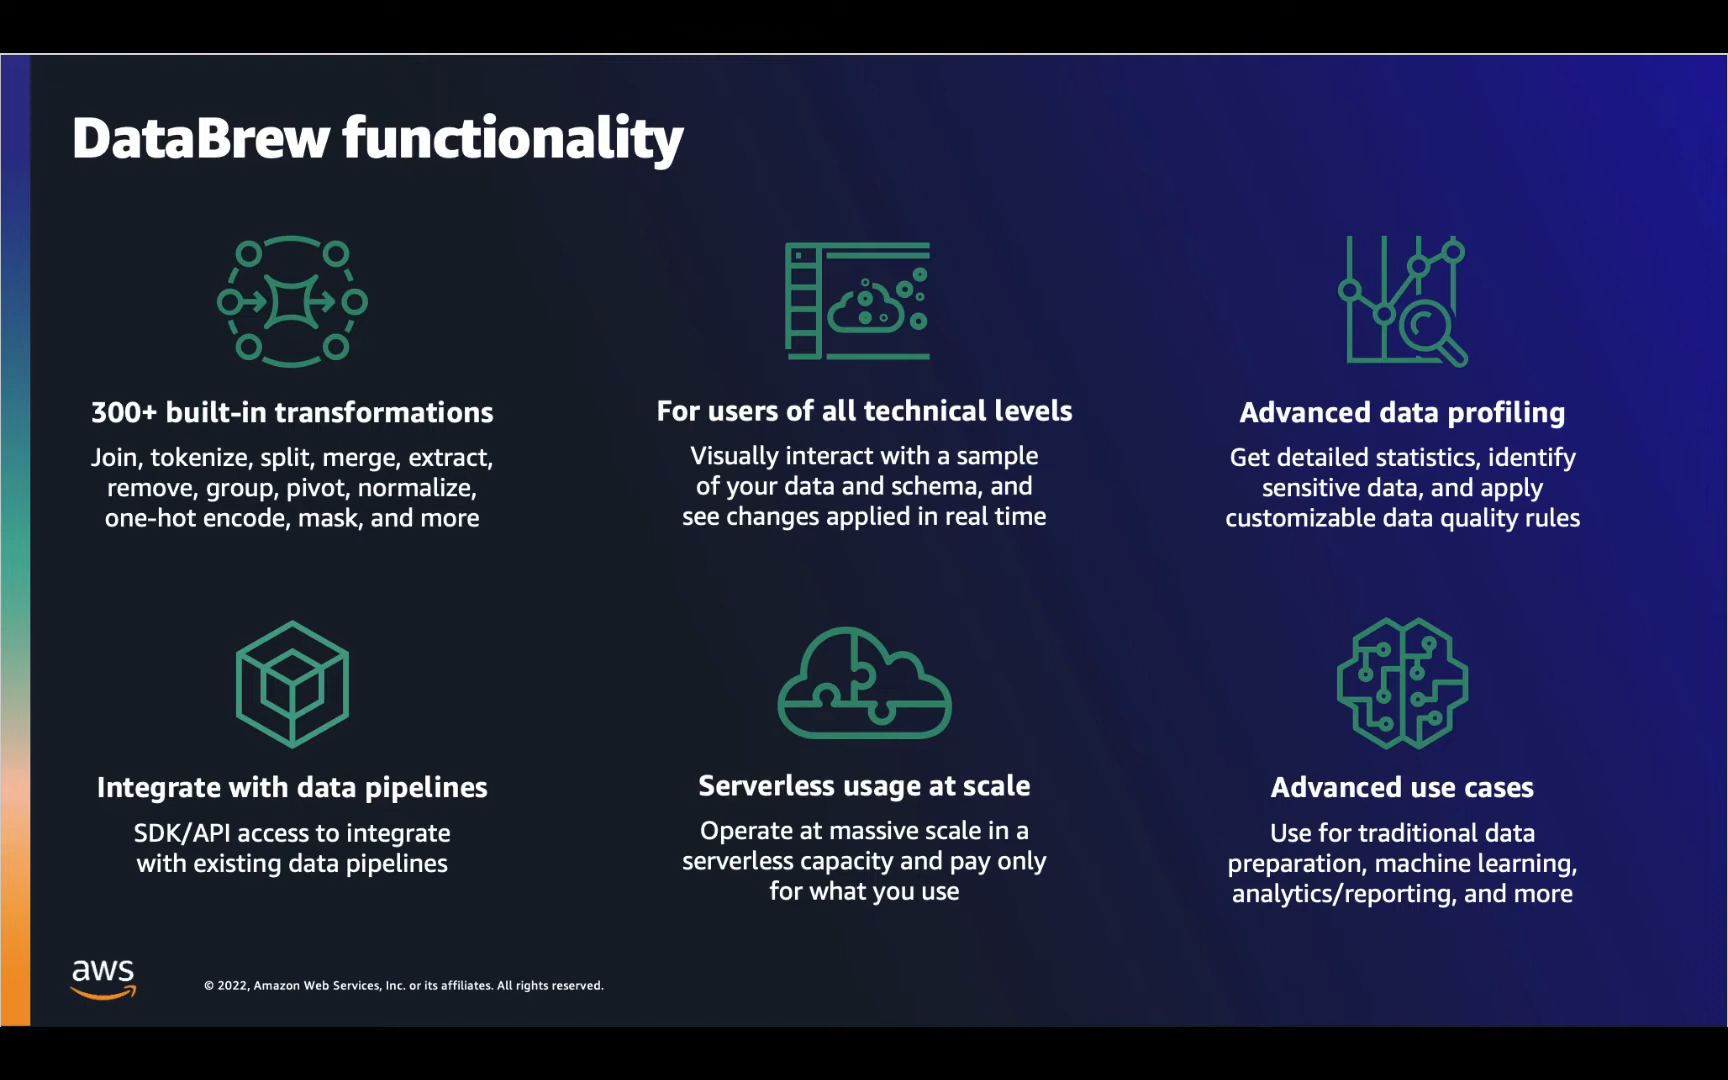 DataBrew functionality
300+ built-in transformations
Join, tokenize, split, merge, extract,
remove, group, pivot, normalize,
one-hot encode, mask, and more
For users of all technical levels
Visually interact with a sample
of your data and schema, and
see changes applied in real time
Advanced data profiling
Get detailed statistics, identify
sensitive data, and apply
customizable data quality rules
Integrate with data pipelines
SDK/API access to integrate
with existing data pipelines
Serverless usage at scale
Operate at massive scale in a
serverless capacity and pay only
for what you use
Advanced use cases
Use for traditional data
preparation, machine learning,
analytics/reporting, and more
aws
© 2022, Amazon Web Services, Inc. or its affiliates. All rights reserved.